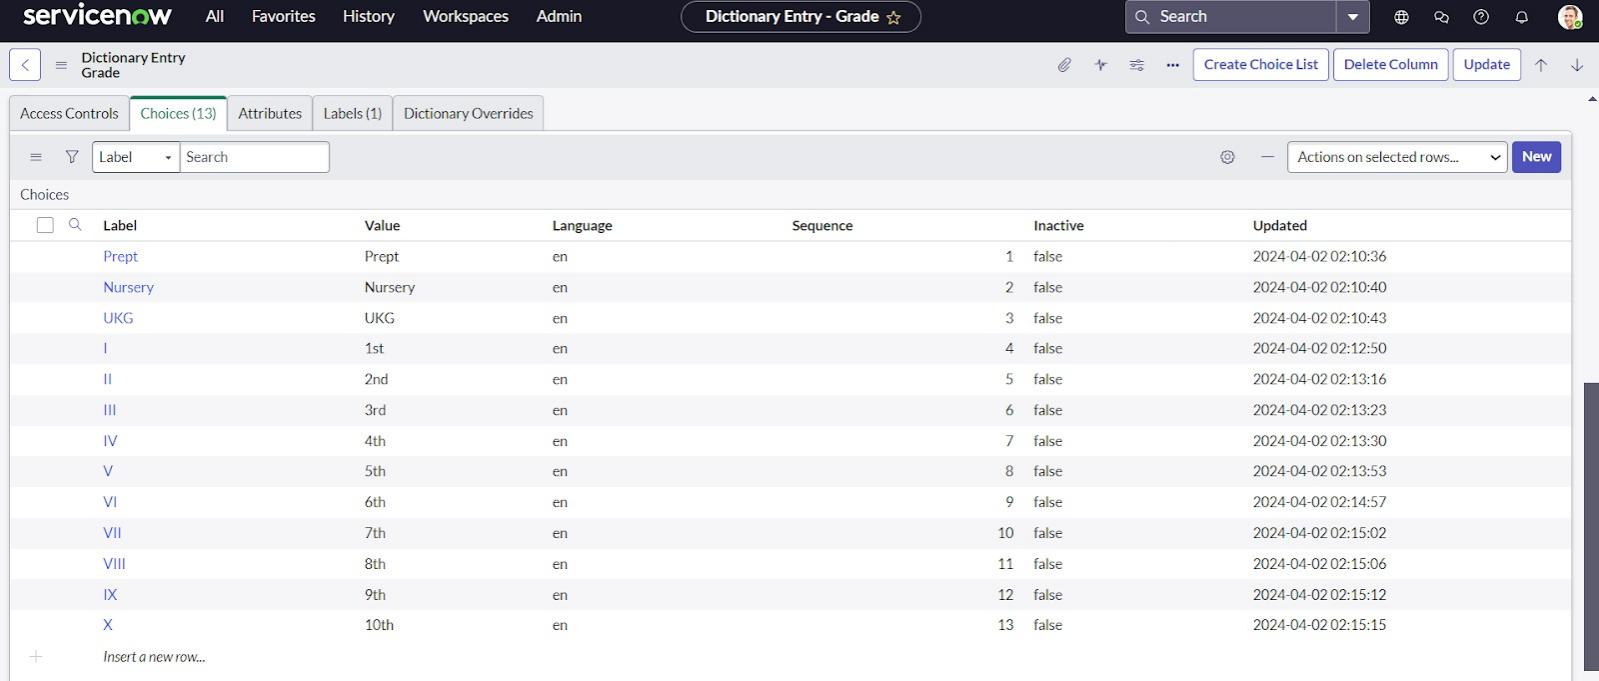 servicenow All Favorites History Workspaces Admin Dictionary Entry - Grade Search
Dictionary Entry
Grade
Create Choice List Delete Column Update
Access Controls Choices (13) Attributes Labels (1) Dictionary Overrides
Label Search Actions on selected rows... New
Choices
Label Value Language Sequence Inactive Updated
Prept Prept en 1 false 2024-04-02 02:10:36
Nursery Nursery en 2 false 2024-04-02 02:10:40
UKG UKG en 3 false 2024-04-02 02:10:43
I 1st en 4 false 2024-04-02 02:12:50
II 2nd en 5 false 2024-04-02 02:13:16
III 3rd en 6 false 2024-04-02 02:13:23
IV 4th en 7 false 2024-04-02 02:13:30
V 5th en 8 false 2024-04-02 02:13:53
VI 6th en 9 false 2024-04-02 02:14:57
VII 7th en 10 false 2024-04-02 02:15:02
VIII 8th en 11 false 2024-04-02 02:15:06
IX 9th en 12 false 2024-04-02 02:15:12
X 10th en 13 false 2024-04-02 02:15:15
Insert a new row...